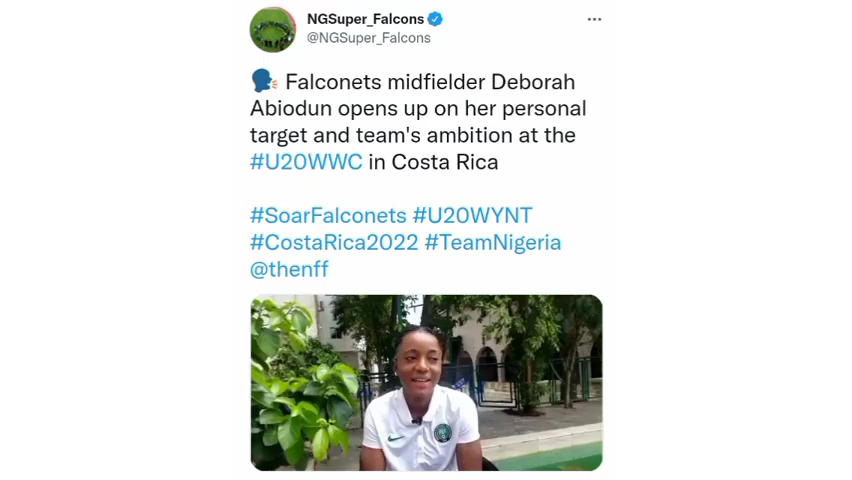 NGSuper_Falcons
@NGSuper_Falcons
🗣 Falconets midfielder Deborah
Abiodun opens up on her personal
target and team's ambition at the
#U20WWC in Costa Rica
#SoarFalconets #U20WYNT
#CostaRica2022 #TeamNigeria
@thenff